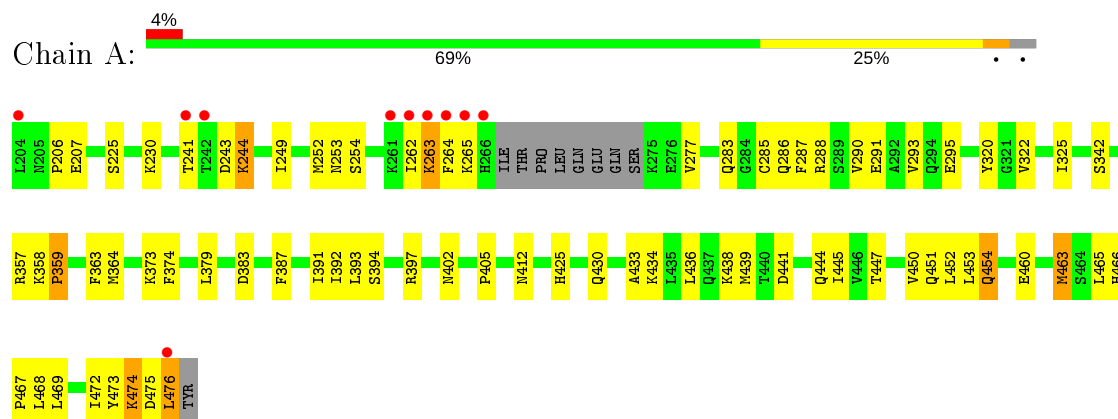 4%
Chain A:
69% 25% • •
L204 N205 P206 E207 S225 K230 T241 T242 D243 K244 I249 M252 N253 S254 K261 I262 K263 F264 K265 H266 ILE THR PRO LEU GLN GLU GLN SER K275 E276 V277 Q283 G284 C285 Q286 F287 R288 S289 V290 E291 A292 V293 Q294 E295 Y320 G321 V322 I325 S342
R357 K358 P359 F363 M364 K373 F374 L379 D383 F387 I391 I392 L393 S394 R397 N402 P405 N412 H425 Q430 A433 K434 L435 L436 Q437 K438 M439 T440 D441 Q444 I445 V446 T447 V450 Q451 L452 L453 Q454 E460 M463 S464 L465 H466
P467 L468 L469 I472 Y473 K474 D475 L476 TYR